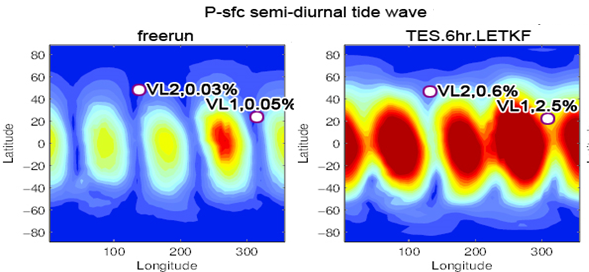 P-sfc semi-diurnal tide wave
freerun
TES.6hr.LETKF
80
60
40
20
0
−20
−40
−60
−80
Latitude
VL2,0.03%
VL1,0.05%
100
200
300
Longitude
80
60
40
20
0
−20
−40
−60
−80
Latitude
VL2,0.6%
VL1,2.5%
100
200
300
Longitude